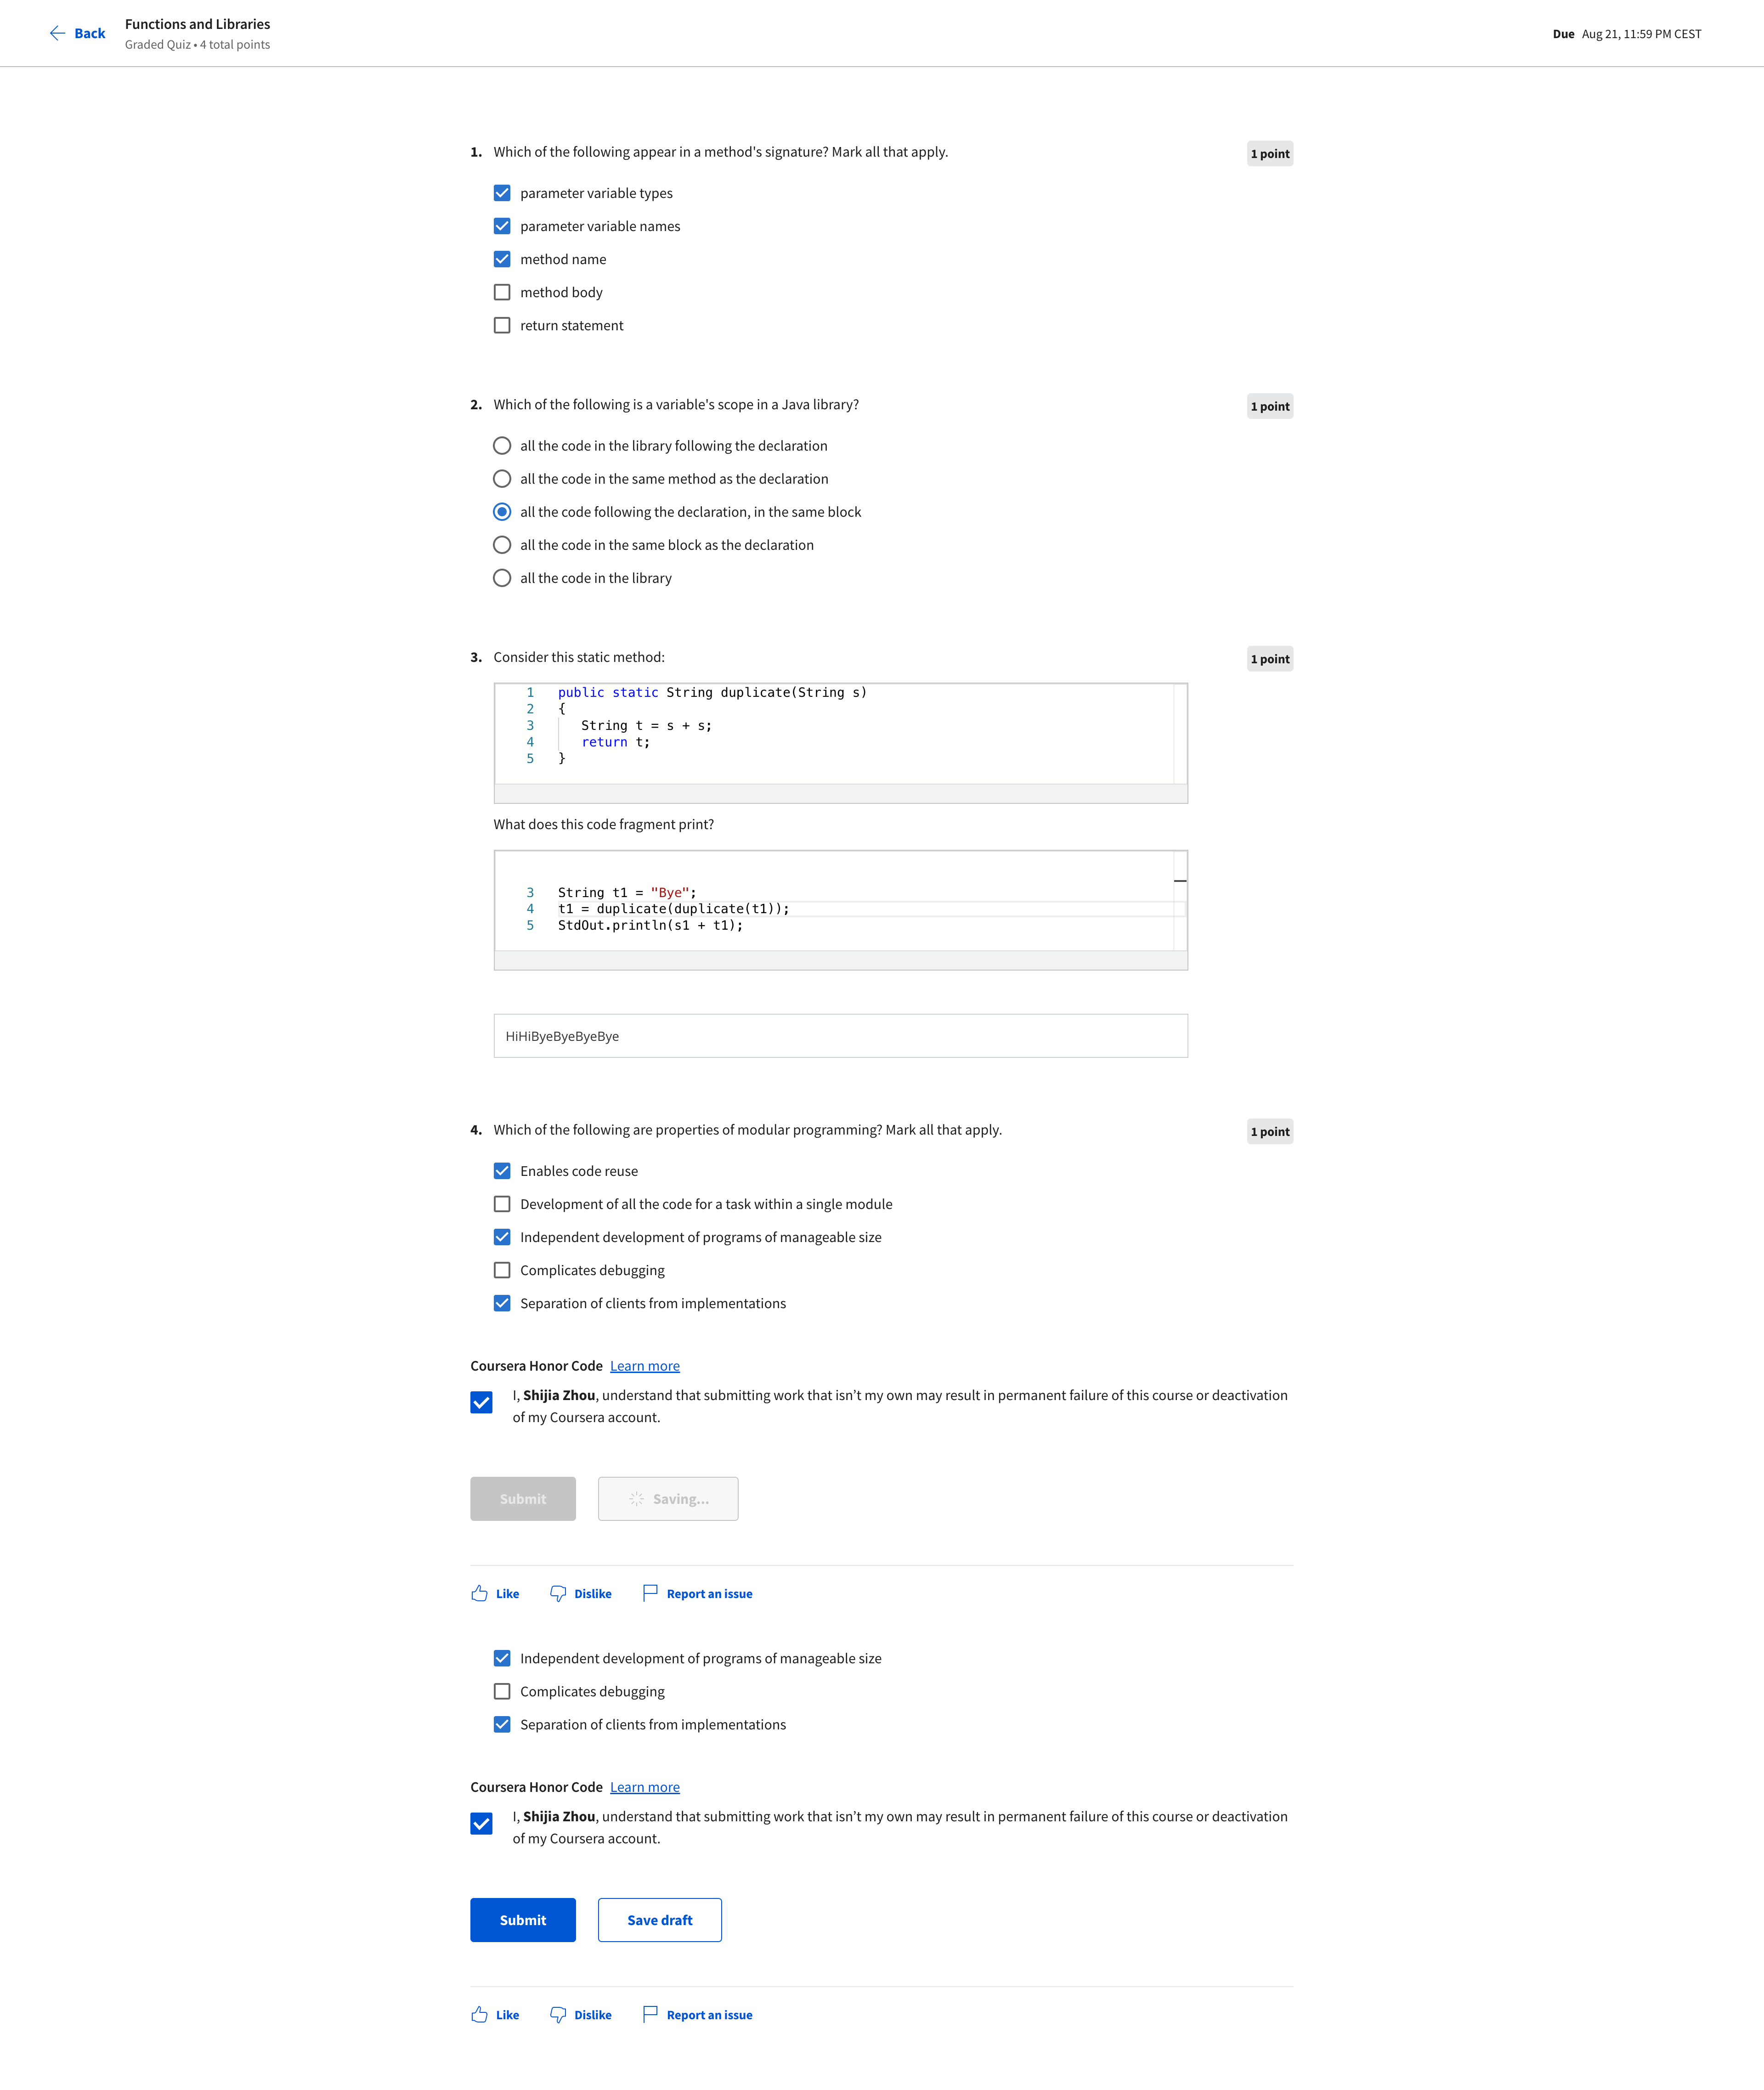 Back
Functions and Libraries
Graded Quiz • 4 total points
Due Aug 21, 11:59 PM CEST
1. Which of the following appear in a method's signature? Mark all that apply.
1 point
parameter variable types
parameter variable names
method name
method body
return statement
2. Which of the following is a variable's scope in a Java library?
1 point
all the code in the library following the declaration
all the code in the same method as the declaration
all the code following the declaration, in the same block
all the code in the same block as the declaration
all the code in the library
3. Consider this static method:
1 point
1 public static String duplicate(String s)
2 {
3 String t = s + s;
4 return t;
5 }
What does this code fragment print?
3 String t1 = "Bye";
4 t1 = duplicate(duplicate(t1));
5 StdOut.println(s1 + t1);
HiHiByeByeByeBye
4. Which of the following are properties of modular programming? Mark all that apply.
1 point
Enables code reuse
Development of all the code for a task within a single module
Independent development of programs of manageable size
Complicates debugging
Separation of clients from implementations
Coursera Honor Code Learn more
I, Shijia Zhou, understand that submitting work that isn't my own may result in permanent failure of this course or deactivation
of my Coursera account.
Submit
Saving...
Like
Dislike
Report an issue
Independent development of programs of manageable size
Complicates debugging
Separation of clients from implementations
Coursera Honor Code Learn more
I, Shijia Zhou, understand that submitting work that isn't my own may result in permanent failure of this course or deactivation
of my Coursera account.
Submit
Save draft
Like
Dislike
Report an issue